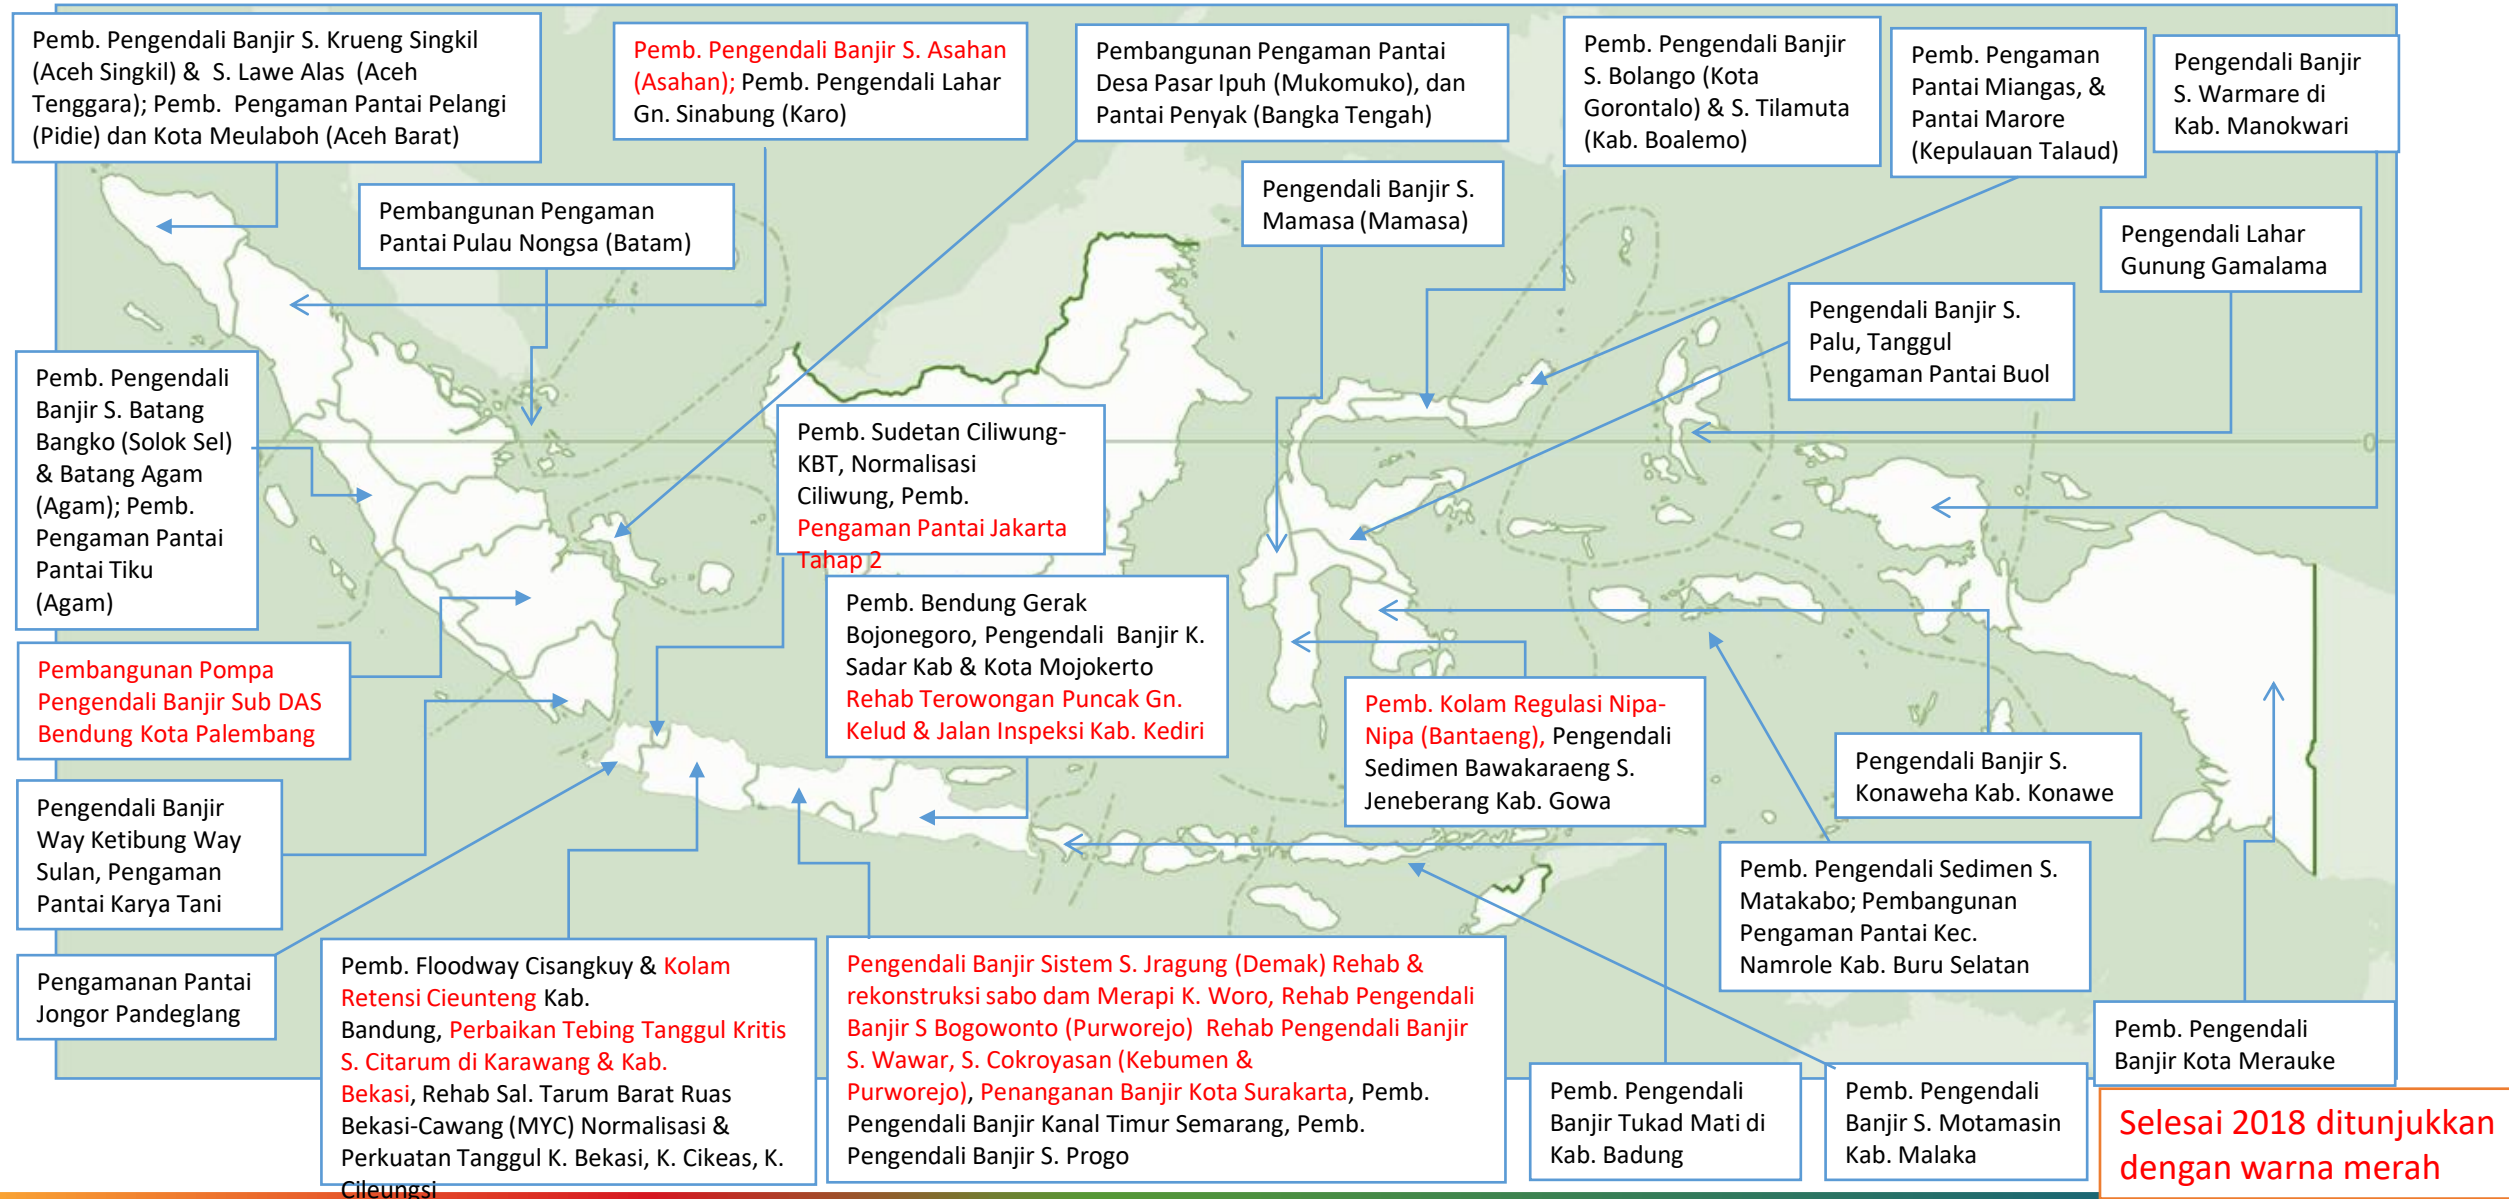 Pemb. Pengendali Banjir S. Krueng Singkil
(Aceh Singkil) & S. Lawe Alas (Aceh
Tenggara); Pemb. Pengaman Pantai Pelangi
(Pidie) dan Kota Meulaboh (Aceh Barat)
Pemb. Pengendali Banjir S. Asahan
(Asahan); Pemb. Pengendali Lahar
Gn. Sinabung (Karo)
Pembangunan Pengaman Pantai
Desa Pasar Ipuh (Mukomuko), dan
Pantai Penyak (Bangka Tengah)
Pemb. Pengendali Banjir
S. Bolango (Kota
Gorontalo) & S. Tilamuta
(Kab. Boalemo)
Pemb. Pengaman
Pantai Miangas, &
Pantai Marore
(Kepulauan Talaud)
Pengendali Banjir
S. Warmare di
Kab. Manokwari
Pembangunan Pengaman
Pantai Pulau Nongsa (Batam)
Pengendali Banjir S.
Mamasa (Mamasa)
Pengendali Lahar
Gunung Gamalama
Pengendali Banjir S.
Palu, Tanggul
Pengaman Pantai Buol
Pemb. Pengendali
Banjir S. Batang
Bangko (Solok Sel)
& Batang Agam
(Agam); Pemb.
Pengaman Pantai
Pantai Tiku
(Agam)
Pemb. Sudetan Ciliwung-
KBT, Normalisasi
Ciliwung, Pemb.
Pengaman Pantai Jakarta
Tahap 2
0
Pemb. Bendung Gerak
Bojonegoro, Pengendali Banjir K.
Sadar Kab & Kota Mojokerto
Rehab Terowongan Puncak Gn.
Kelud & Jalan Inspeksi Kab. Kediri
Pembangunan Pompa
Pengendali Banjir Sub DAS
Bendung Kota Palembang
Pemb. Kolam Regulasi Nipa-
Nipa (Bantaeng), Pengendali
Sedimen Bawakaraeng S.
Jeneberang Kab. Gowa
Pengendali Banjir S.
Konaweha Kab. Konawe
Pengendali Banjir
Way Ketibung Way
Sulan, Pengaman
Pantai Karya Tani
Pemb. Pengendali Sedimen S.
Matakabo; Pembangunan
Pengaman Pantai Kec.
Namrole Kab. Buru Selatan
Pengamanan Pantai
Jongor Pandeglang
Pemb. Floodway Cisangkuy & Kolam
Retensi Cieunteng Kab.
Bandung, Perbaikan Tebing Tanggul Kritis
S. Citarum di Karawang & Kab.
Bekasi, Rehab Sal. Tarum Barat Ruas
Bekasi-Cawang (MYC) Normalisasi &
Perkuatan Tanggul K. Bekasi, K. Cikeas, K.
Cileungsi
Pengendali Banjir Sistem S. Jragung (Demak) Rehab &
rekonstruksi sabo dam Merapi K. Woro, Rehab Pengendali
Banjir S Bogowonto (Purworejo) Rehab Pengendali Banjir
S. Wawar, S. Cokroyasan (Kebumen &
Purworejo), Penanganan Banjir Kota Surakarta, Pemb.
Pengendali Banjir Kanal Timur Semarang, Pemb.
Pengendali Banjir S. Progo
Pemb. Pengendali
Banjir Tukad Mati di
Kab. Badung
Pemb. Pengendali
Banjir S. Motamasin
Kab. Malaka
Pemb. Pengendali
Banjir Kota Merauke
Selesai 2018 ditunjukkan
dengan warna merah